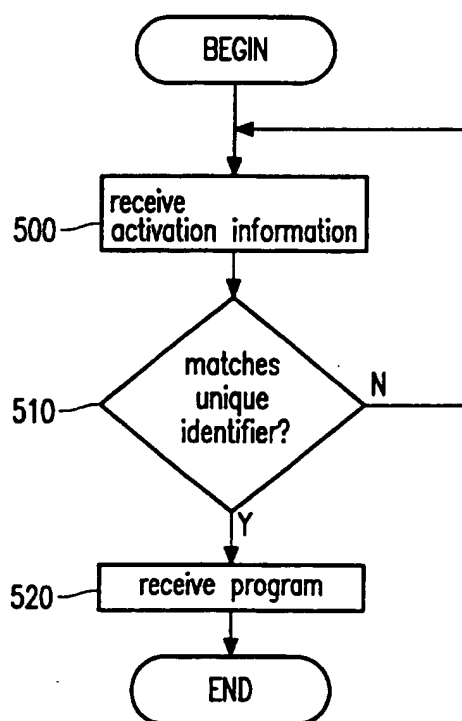 BEGIN
receive
activation information
500
matches
unique
identifier?
510
N
Y
receive program
520
END